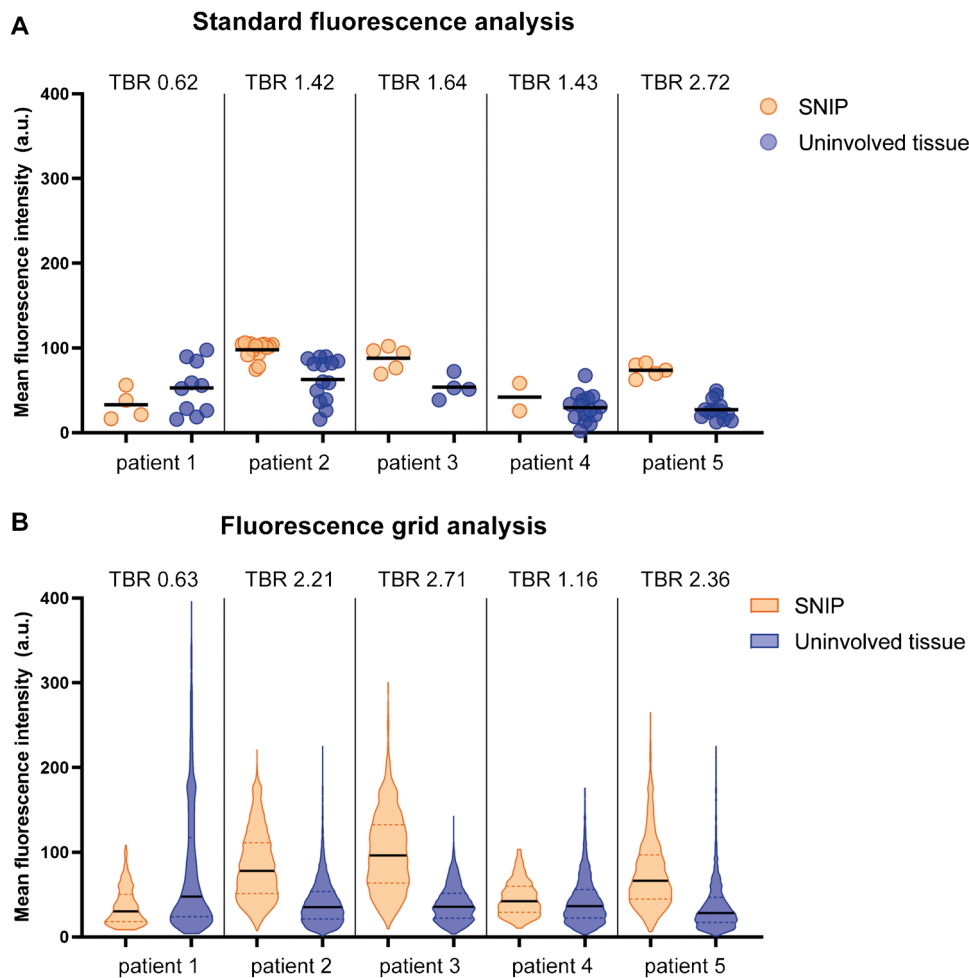 A
Standard fluorescence analysis
TBR 0.62
TBR 1.42
TBR 1.64
TBR 1.43
TBR 2.72
Mean fluorescence intensity (a.u.)
400
300
200
100
0
SNIP
Uninvolved tissue
patient 1
patient 2
patient 3
patient 4
patient 5
B
Fluorescence grid analysis
TBR 0.63
TBR 2.21
TBR 2.71
TBR 1.16
TBR 2.36
Mean fluorescence intensity (a.u.)
400
300
200
100
0
SNIP
Uninvolved tissue
patient 1
patient 2
patient 3
patient 4
patient 5